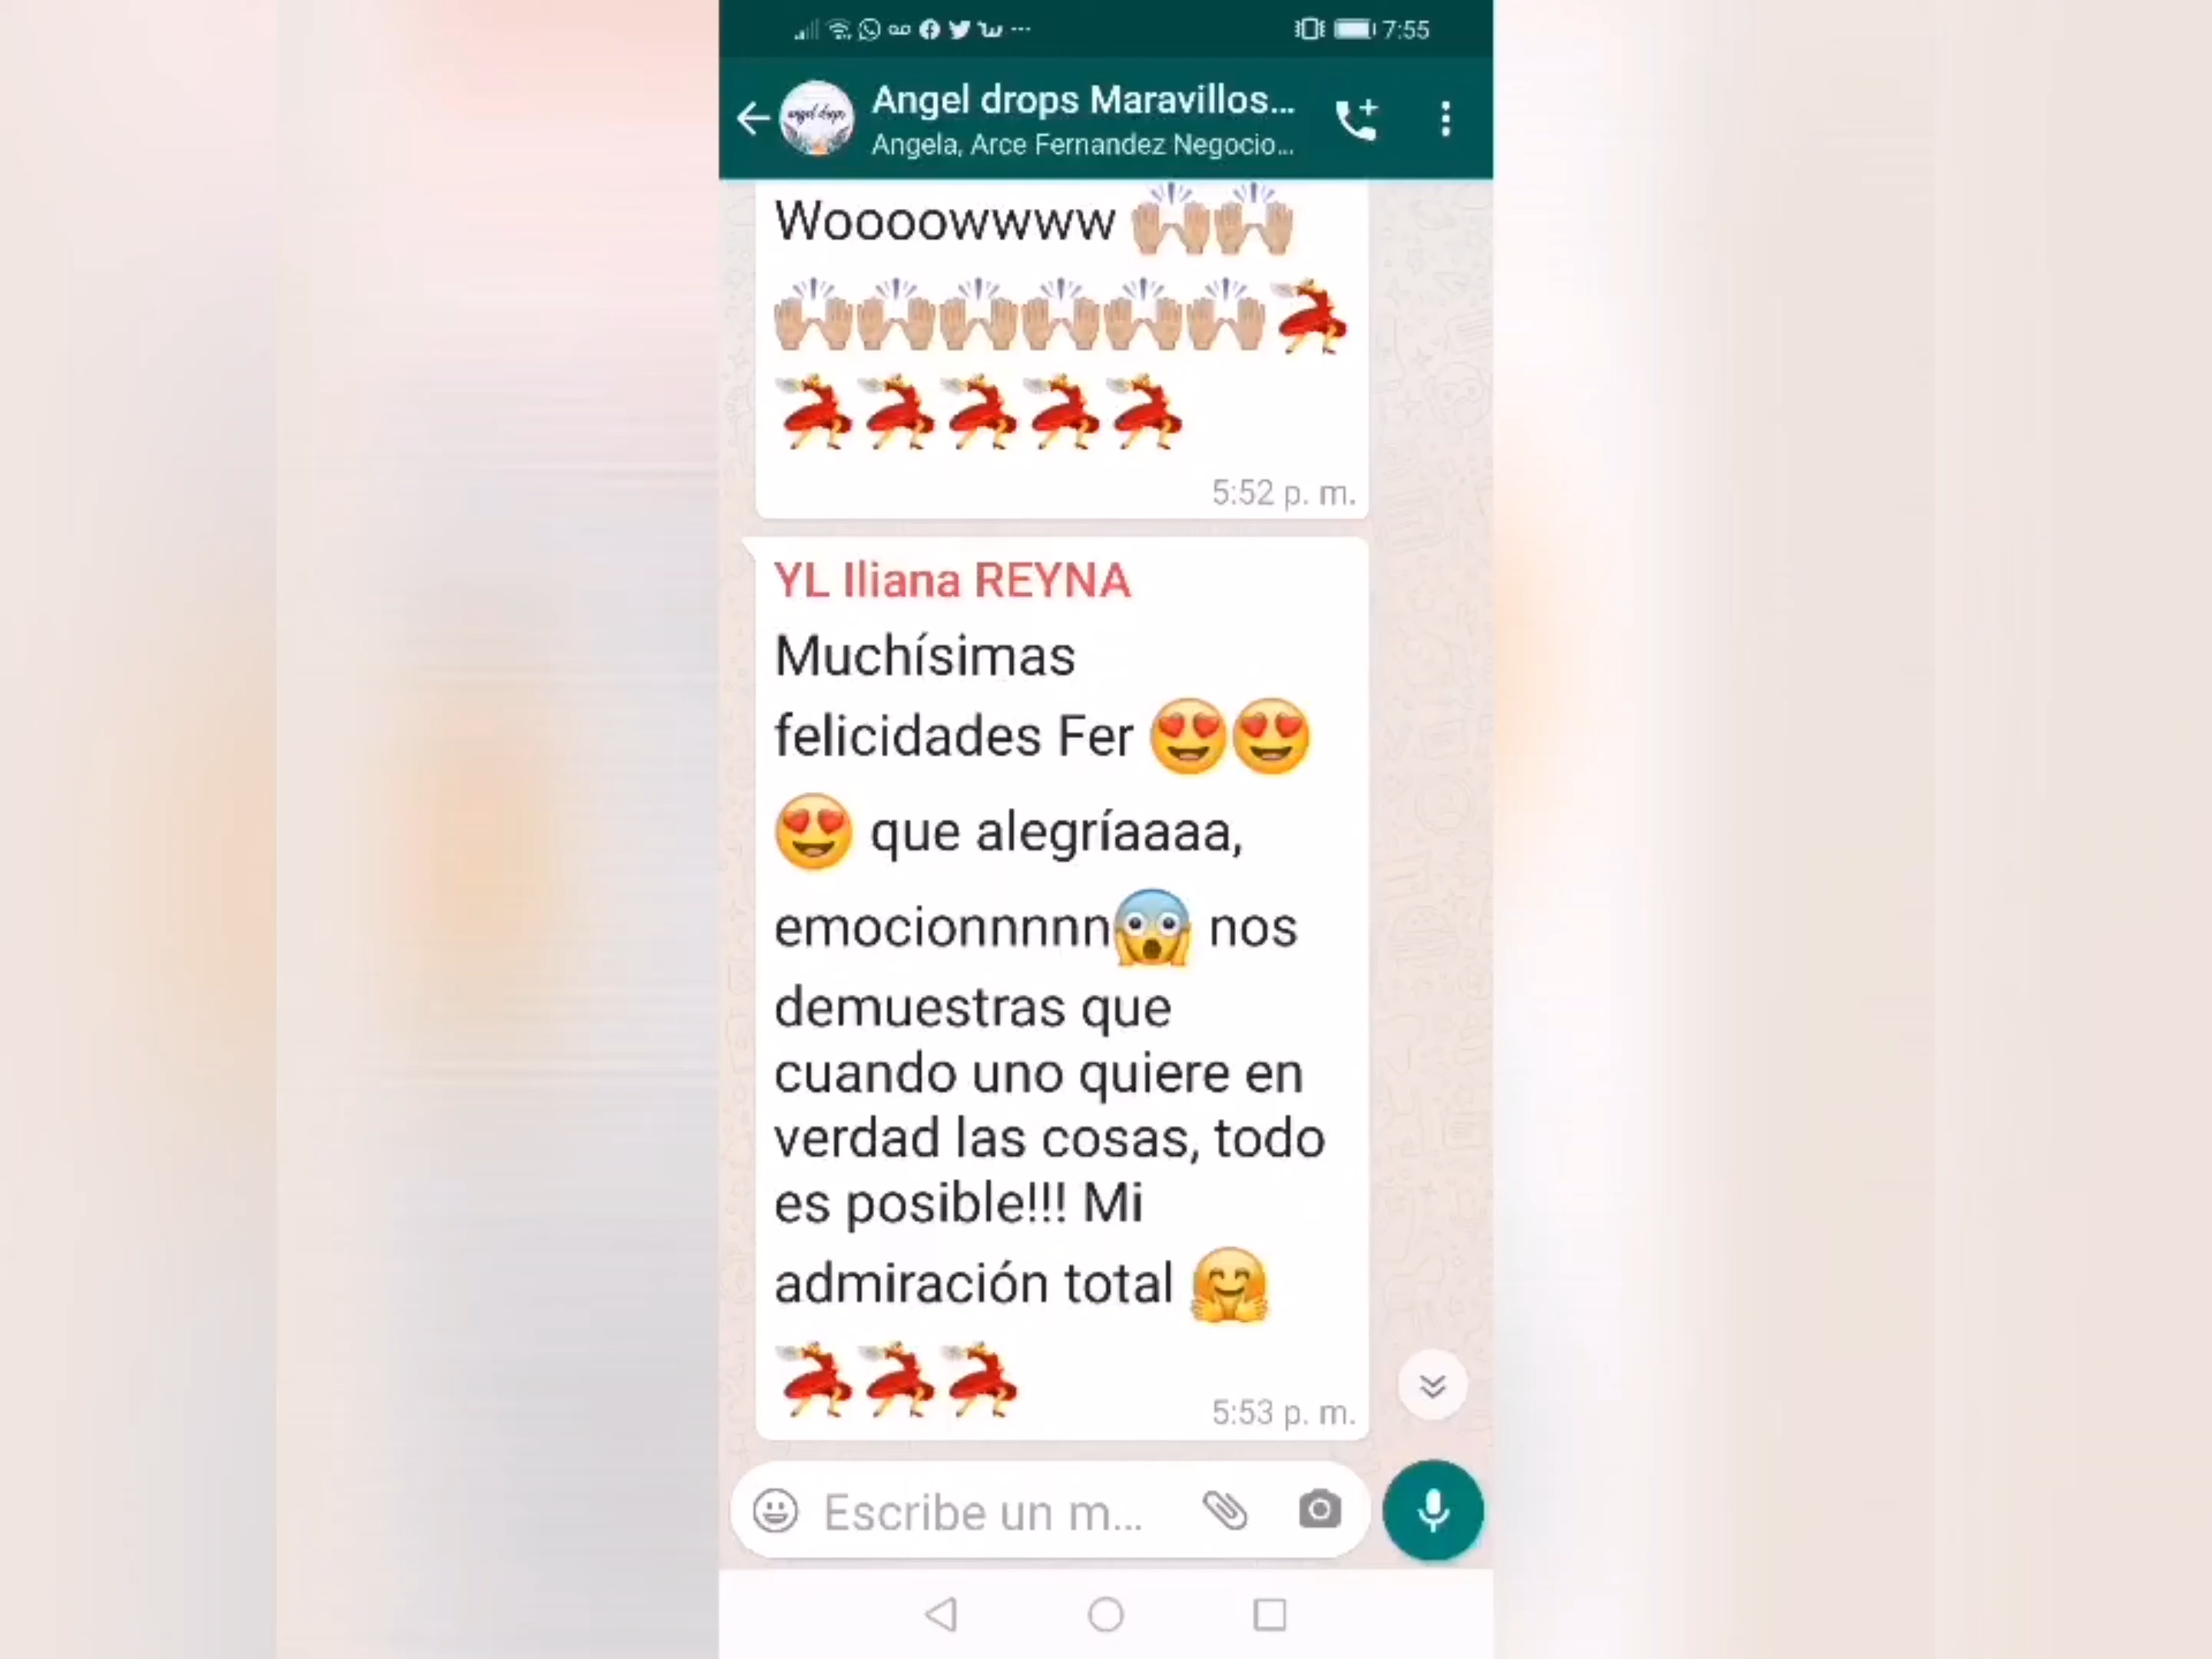 7:55
angel drops
Angel drops Maravillos...
Angela, Arce Fernandez Negocio...
Woooowwww 🙌🏼🙌🏼
🙌🏼🙌🏼🙌🏼🙌🏼🙌🏼🙌🏼💃
💃💃💃💃💃
5:52 p. m.
YL Iliana REYNA
Muchísimas
felicidades Fer 😍😍
😍 que alegríaaaa,
emocionnnnn😱 nos
demuestras que
cuando uno quiere en
verdad las cosas, todo
es posible!!! Mi
admiración total 🤗
💃💃💃
5:53 p. m.
Escribe un m...